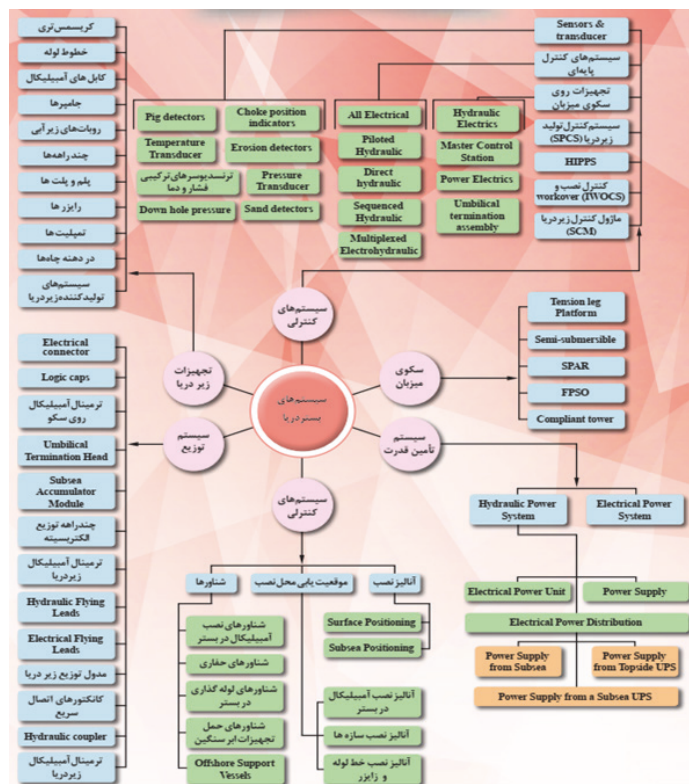 کریسمس‌تری
خطوط لوله
کابل‌های آمبیلیکال
جامپرها
روبات‌های زیرآبی
چندراهه‌ها
پلم و پلت ها
رایزر‌ها
تمپلیت ها
در دهنه چاه‌ها
سیستم‌های
تولیدکننده‌زیردریا
Pig detectors
Temperature
Transducer
ترنسدیوسرهای ترکیبی
فشار و دما
Down hole pressure
Choke position
indicators
Erosion detectors
Pressure
Transducer
Sand detectors
All Electrical
Piloted
Hydraulic
Direct
hydraulic
Sequenced
Hydraulic
Multiplexed
Electrohydraulic
Hydraulic
Electrics
Master Control
Station
Power Electrics
Umbilical
termination
assembly
Sensors &
transducer
سیستم‌های کنترل
پایه‌ای
تجهیزات روی
سکوی میزبان
سیستم‌کنترل‌تولید
زیردریا (SPCS)
HIPPS
کنترل نصب و
workover (IWOCS)
ماژول کنترل زیردریا
(SCM)
سیستم‌های
کنترلی
تجهیزات
زیر دریا
سکوی
میزبان
سیستم‌های
بستردریا
سیستم
توزیع
سیستم
تأمین قدرت
سیستم‌های
کنترلی
Tension leg
Platform
Semi-submersible
SPAR
FPSO
Compliant tower
Electrical
connector
Logic caps
ترمینال آمبیلیکال
روی سکو
Umbilical
Termination Head
Subsea
Accumulator
Module
چندراهه توزیع
الکتریسیته
ترمینال آمبیلیکال
زیردریا
Hydraulic Flying
Leads
Electrical Flying
Leads
مدول توزیع زیر دریا
کانکتورهای اتصال
سریع
Hydraulic coupler
ترمینال آمبیلیکال
زیردریا
Hydraulic Power
System
Electrical Power
System
Electrical Power Unit
Power Supply
Electrical Power Distribution
Power Supply
from Subsea
Power Supply
from Topside UPS
Power Supply from a Subsea UPS
شناورها
موقعیت یابی محل نصب
آنالیز نصب
شناورهای نصب
آمبیلیکال در بستر
شناورهای حفاری
شناورهای لوله گذاری
در بستر
شناورهای حمل
تجهیزات ابر سنگین
Offshore Support
Vessels
Surface Positioning
Subsea Positioning
آنالیز نصب آمبیلیکال
در بستر
آنالیز نصب سازه ها
آنالیز نصب خط لوله
و رایزر